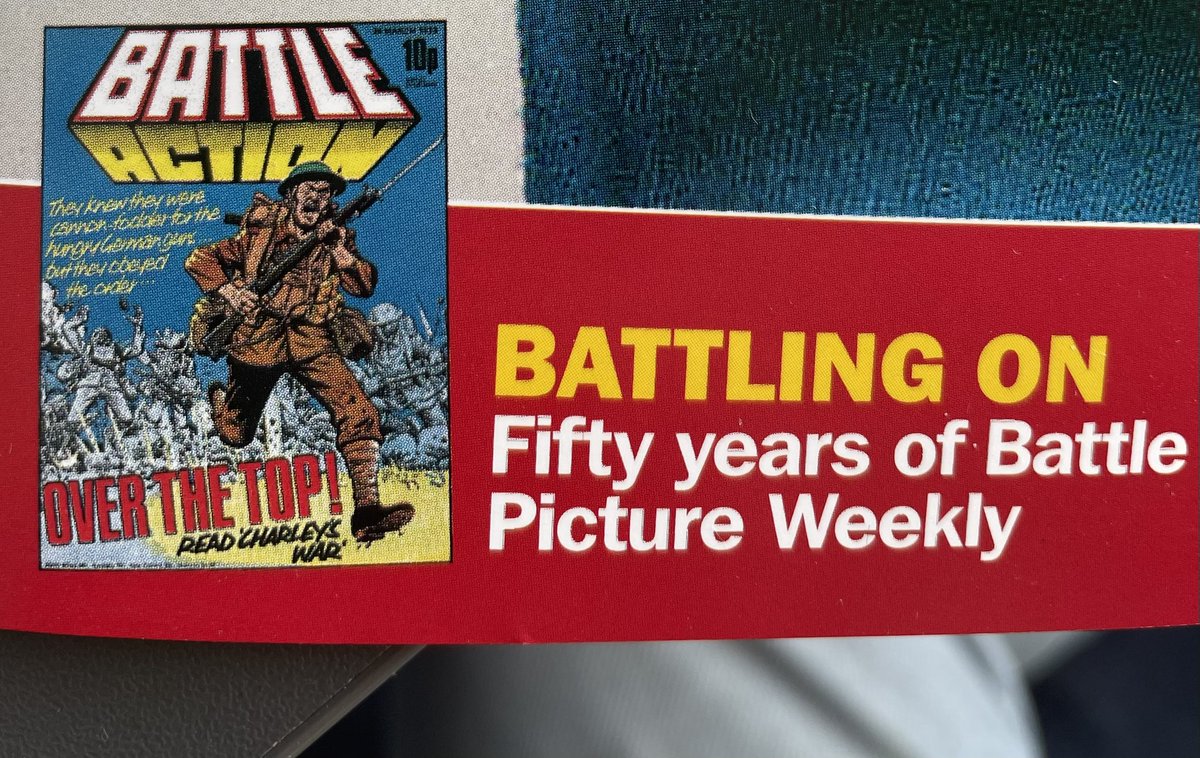 BATTLE
10p
ACTION
They knew they were
cannon-fodder for the
hungry German guns
but they obeyed
the order...
OVER THE TOP!
READ 'CHARLEY'S
WAR'
BATTLING ON
Fifty years of Battle
Picture Weekly